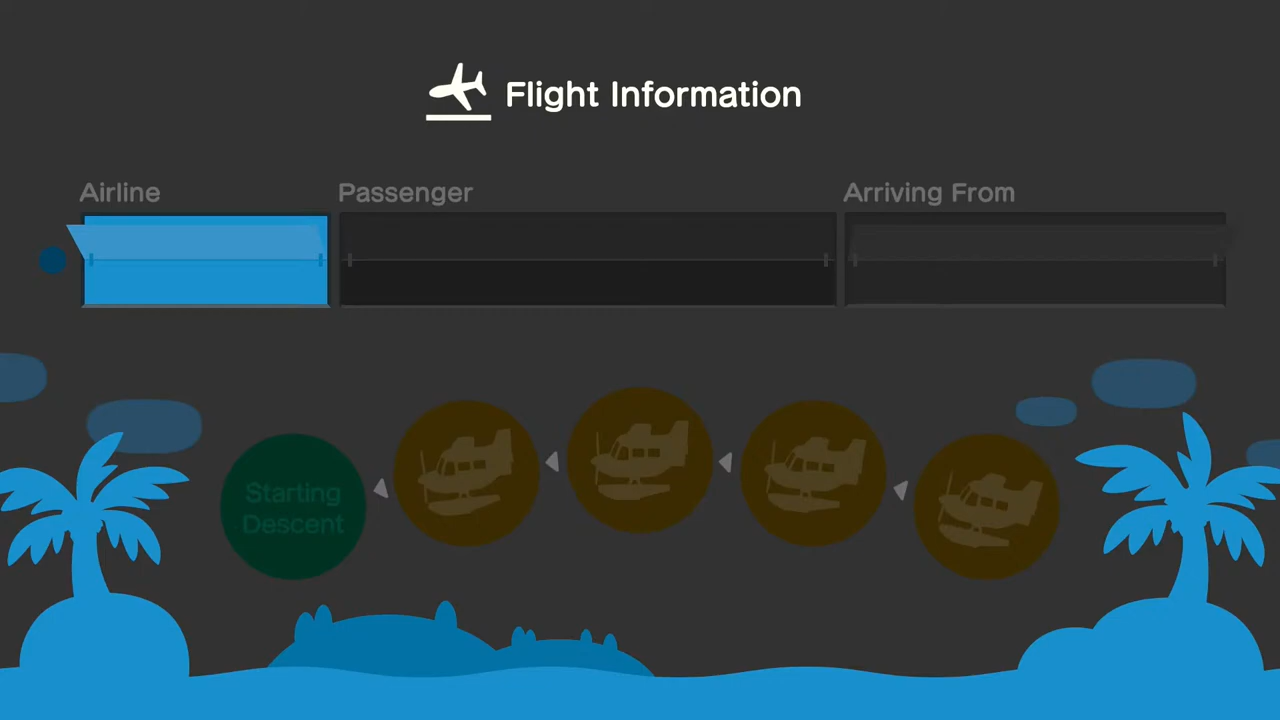 Flight Information
Airline
Passenger
Arriving From
Starting
Descent